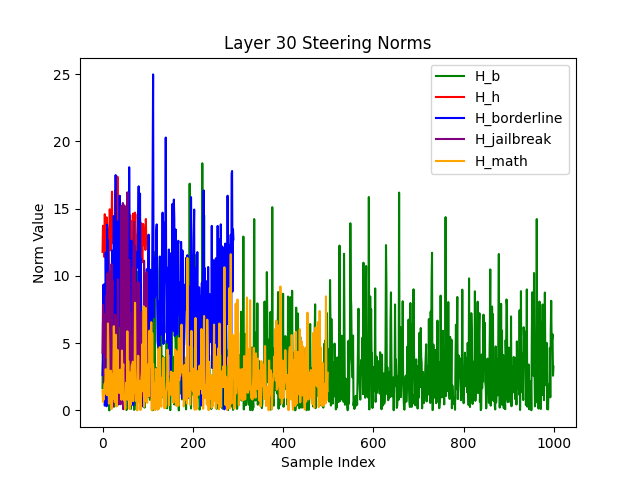 Layer 30 Steering Norms
H_b
H_h
H_borderline
H_jailbreak
H_math
Norm Value
25
20
15
10
5
0
0 200 400 600 800 1000
Sample Index